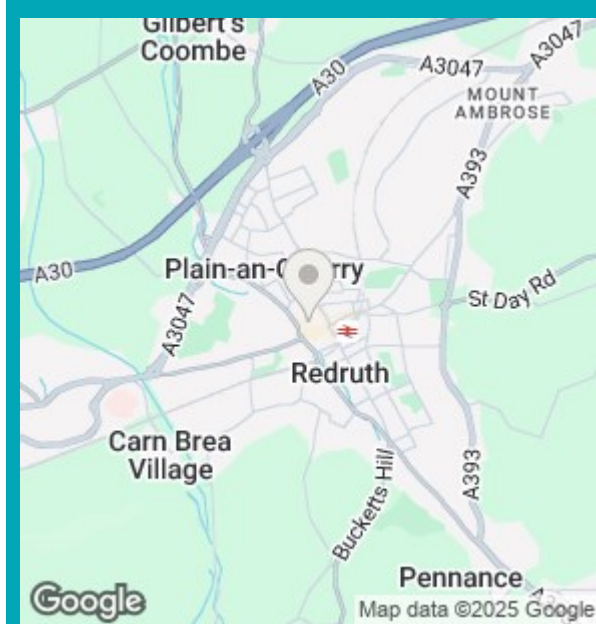 Gilbert's
Coombe
A30
A3047
A3047
MOUNT
AMBROSE
A393
A30
St Day Rd
A3047
Redruth
Carn Brea
Village
Bucketts Hill
A393
Pennance
Google
Map data ©2025 Google